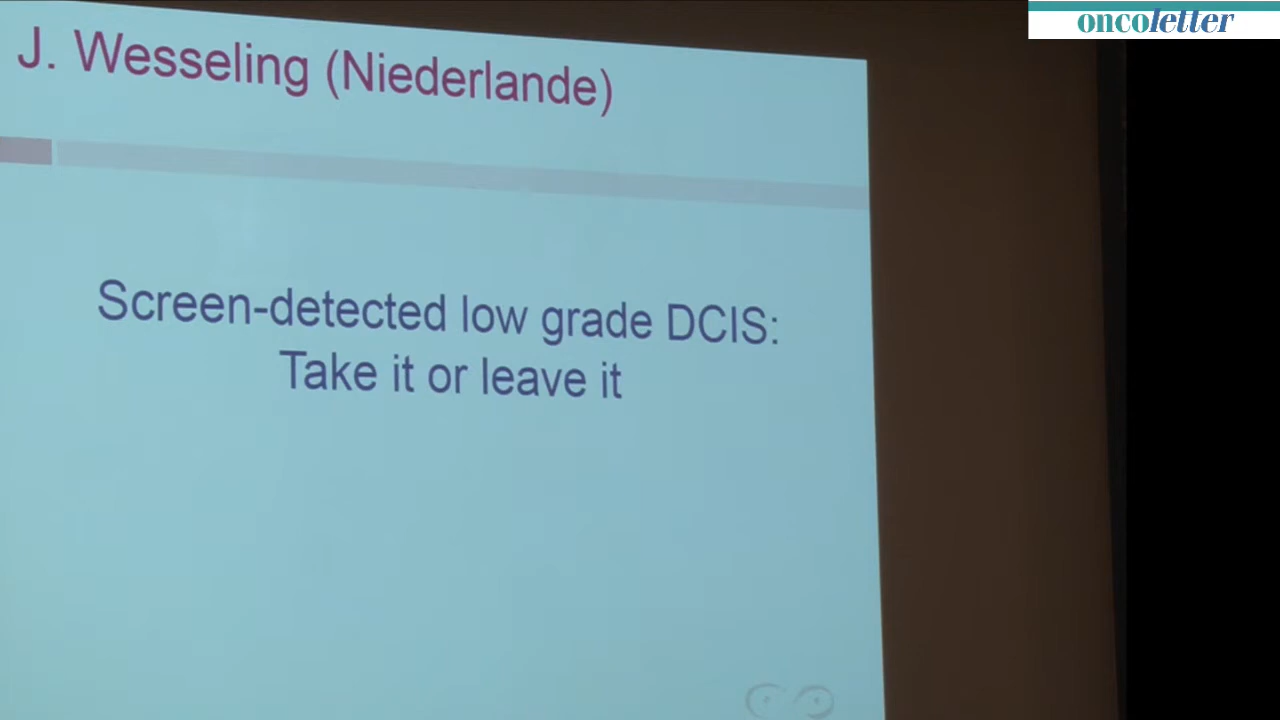 oncoletter
J. Wesseling (Niederlande)
Screen-detected low grade DCIS:
Take it or leave it